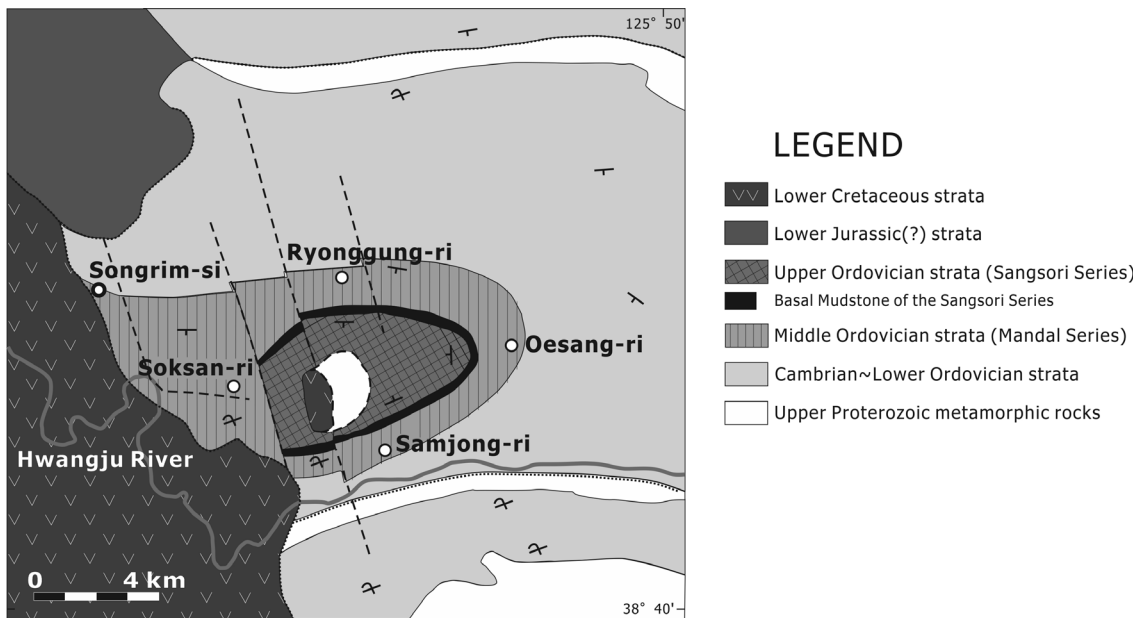 125° 50'
Ryonggung-ri
Songrim-si
Oesang-ri
Soksan-ri
Samjong-ri
Hwangju River
0 4 km
38° 40'
LEGEND
Lower Cretaceous strata
Lower Jurassic(?) strata
Upper Ordovician strata (Sangsori Series)
Basal Mudstone of the Sangsori Series
Middle Ordovician strata (Mandal Series)
Cambrian~Lower Ordovician strata
Upper Proterozoic metamorphic rocks